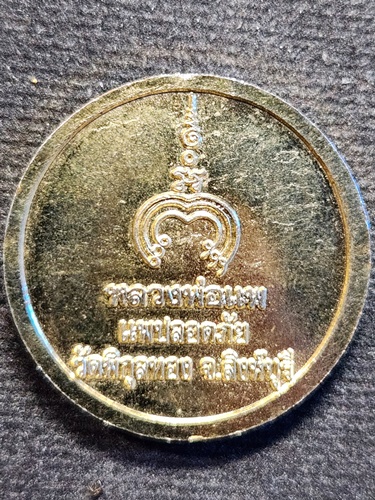 หลวงพ่อแพ
แพปลอดภัย
วัดพิกุลทอง จ.สิงห์บุรี